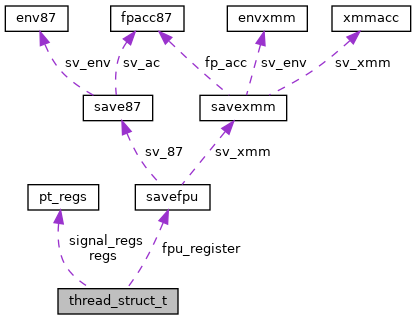 env87
fpacc87
envxmm
xmmacc
sv_env
sv_ac
fp_acc
sv_env
sv_xmm
save87
savexmm
sv_87
sv_xmm
pt_regs
savefpu
signal_regs
regs
fpu_register
thread_struct_t